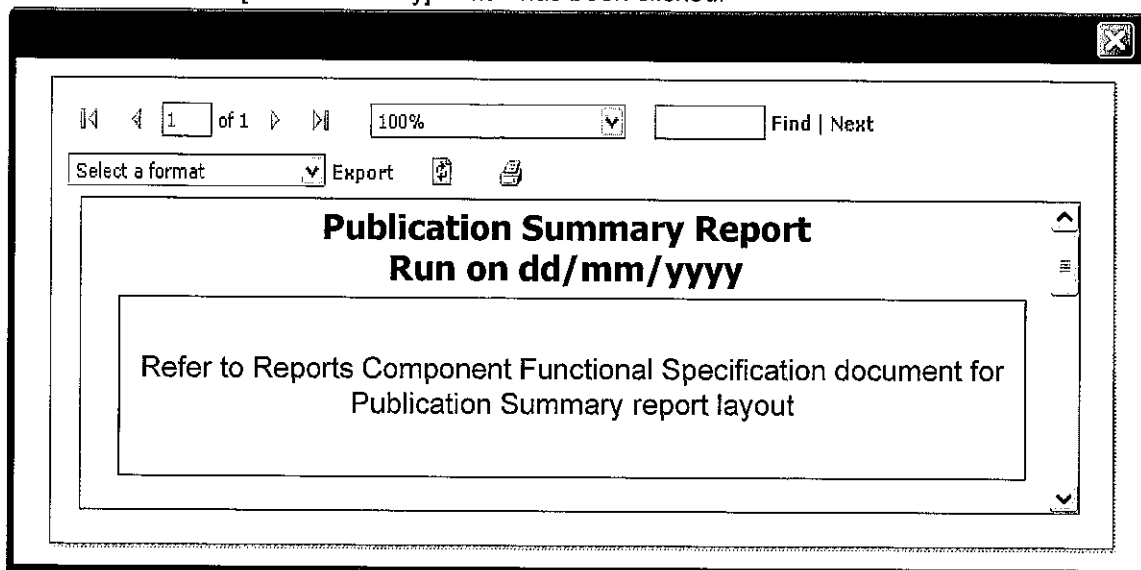 1 of 1 100% Find | Next
Select a format Export
Publication Summary Report
Run on dd/mm/yyyy
Refer to Reports Component Functional Specification document for
Publication Summary report layout